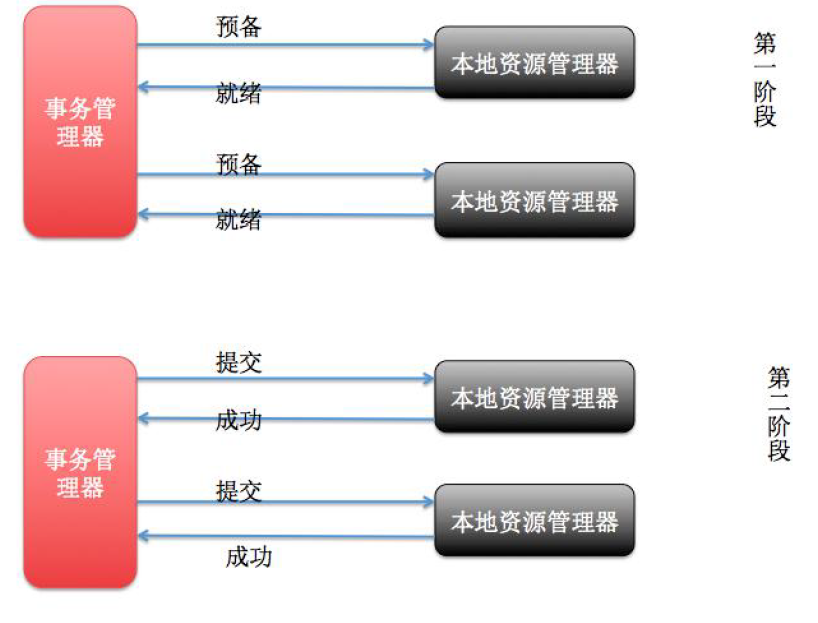 预备
本地资源管理器
第一阶段
就绪
事务管
理器
预备
本地资源管理器
就绪
提交
本地资源管理器
第二阶段
成功
事务管
理器
提交
本地资源管理器
成功